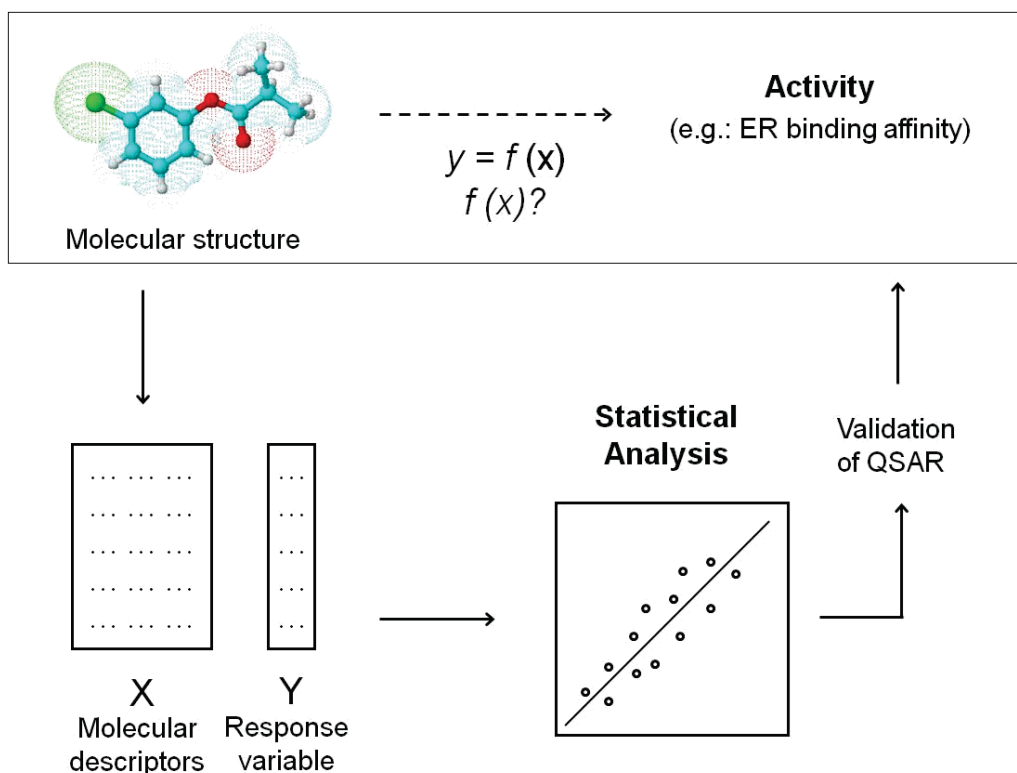 Activity
(e.g.: ER binding affinity)
y = f (x)
f (x)?
Molecular structure
Statistical
Analysis
Validation
of QSAR
... ... ... ...
... ... ... ...
... ... ... ...
... ... ... ...
... ... ... ...
X
Molecular
descriptors
Y
Response
variable